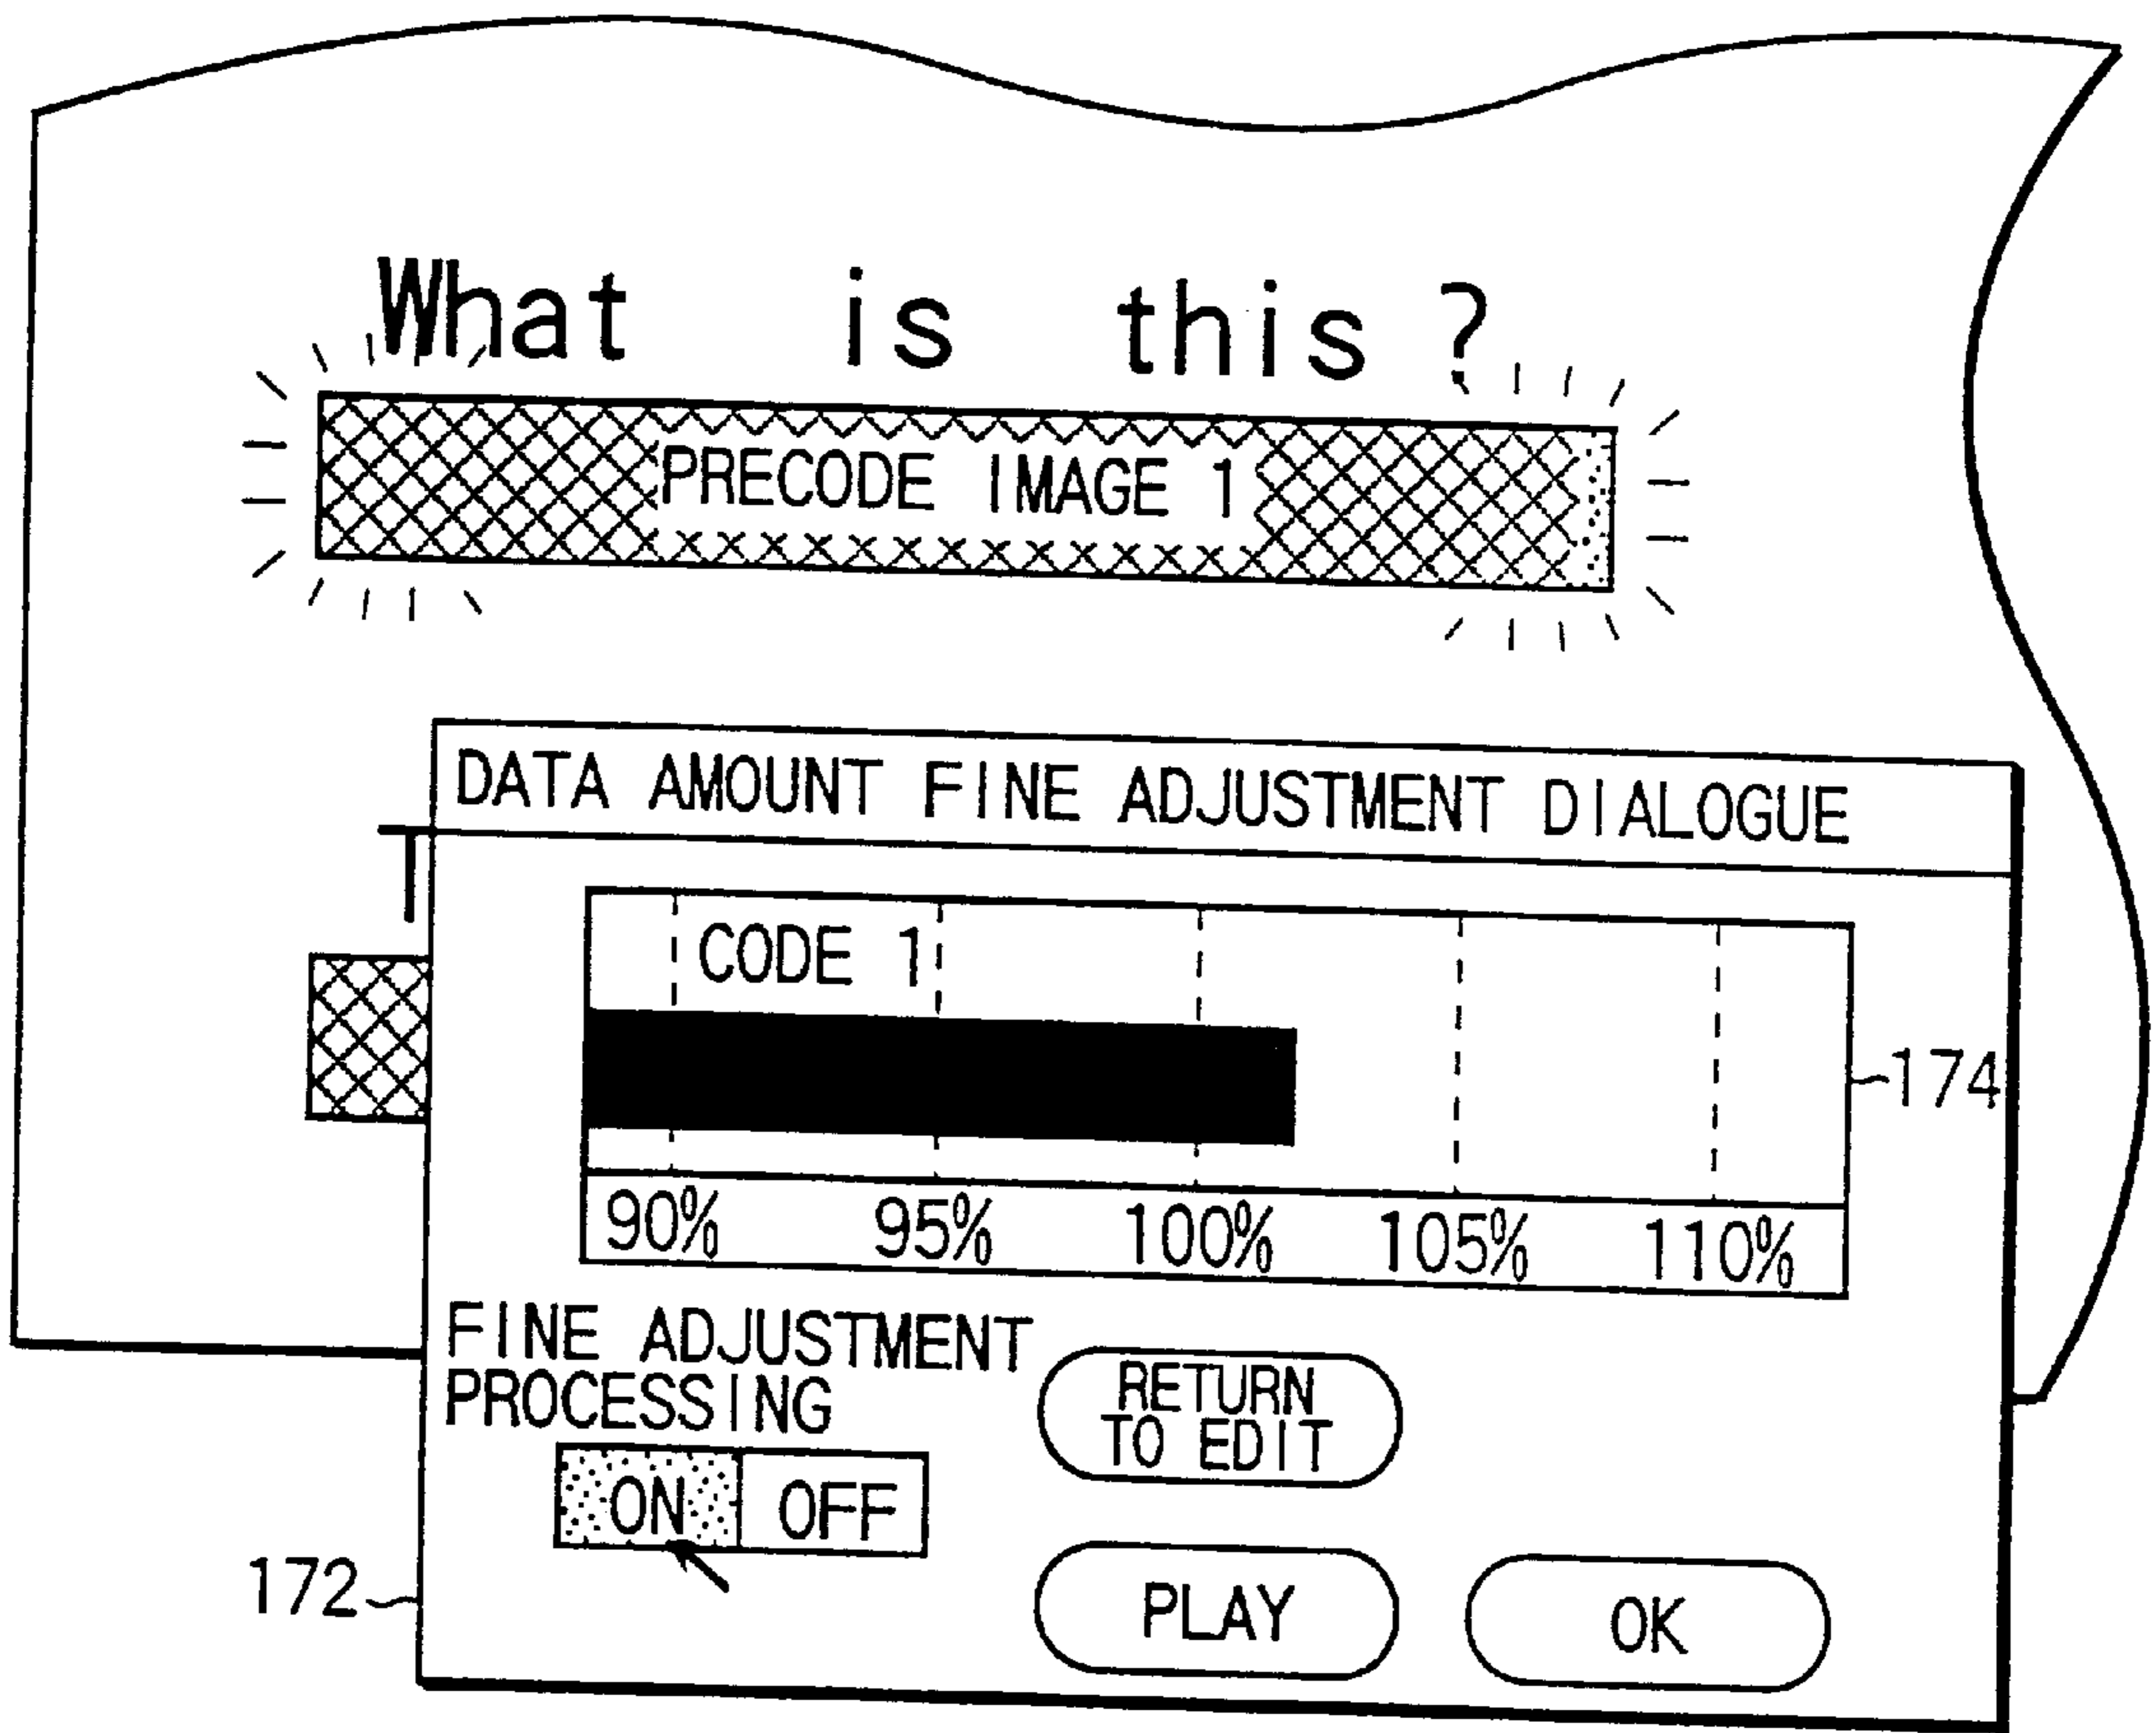 What is this?
PRECODE IMAGE 1
DATA AMOUNT FINE ADJUSTMENT DIALOGUE
CODE 1
174
90% 95% 100% 105% 110%
FINE ADJUSTMENT
PROCESSING
RETURN
TO EDIT
ON OFF
172
PLAY OK